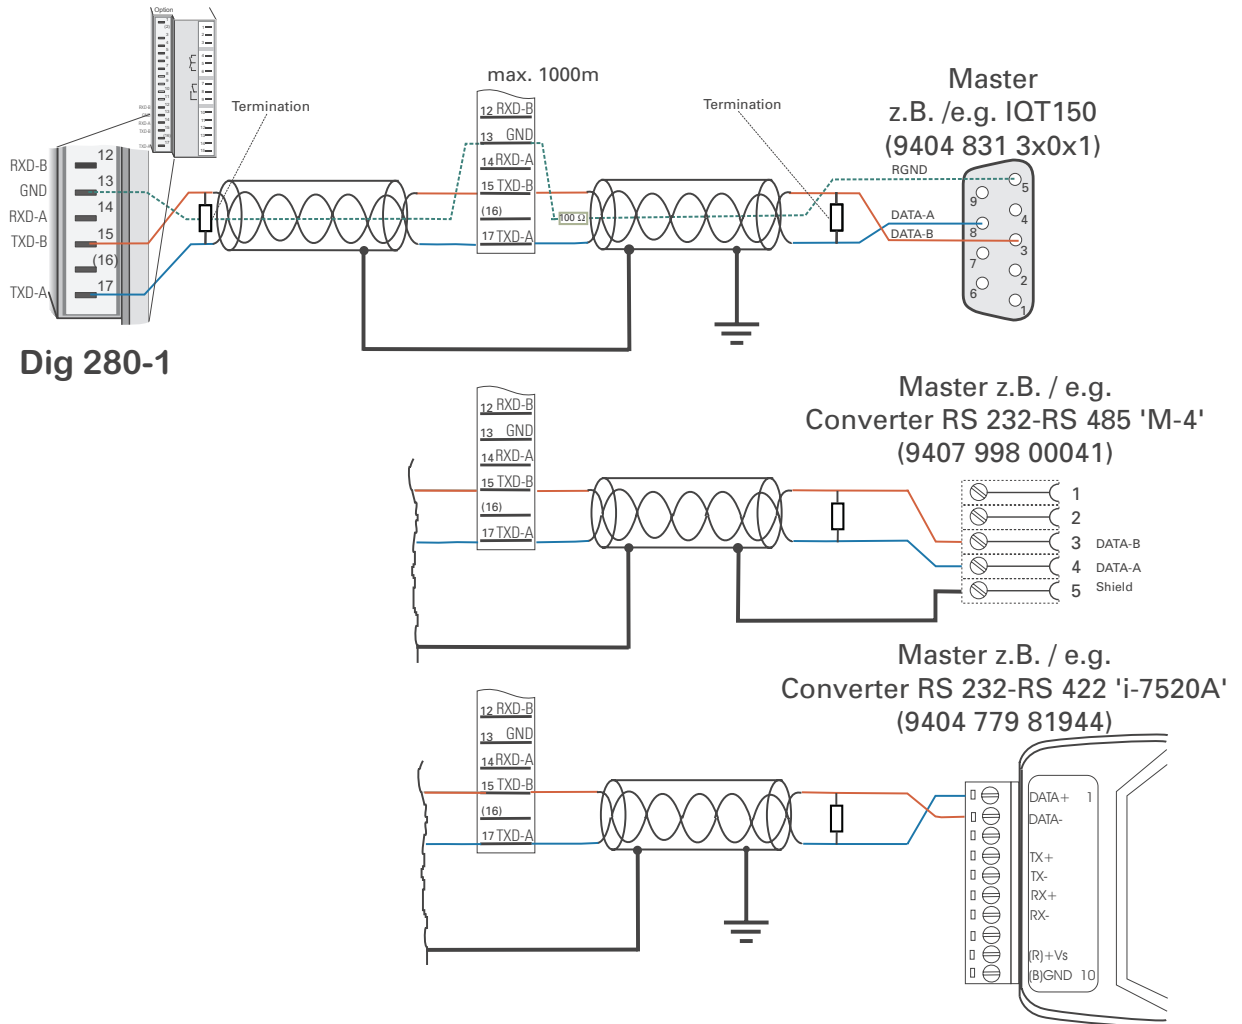 Option
max. 1000m
Termination
Termination
Master
z.B. /e.g. IQT150
(9404 831 3x0x1)
RXD-B
GND
RXD-A
TXD-B
TXD-A
12
13
14
15
(16)
17
12 RXD-B
13 GND
14 RXD-A
15 TXD-B
(16)
17 TXD-A
100 Ω
RGND
DATA-A
DATA-B
5
9
4
8
3
7
2
6
1
Dig 280-1
Master z.B. / e.g.
Converter RS 232-RS 485 'M-4'
(9407 998 00041)
12 RXD-B
13 GND
14 RXD-A
15 TXD-B
(16)
17 TXD-A
1
2
3 DATA-B
4 DATA-A
5 Shield
Master z.B. / e.g.
Converter RS 232-RS 422 'i-7520A'
(9404 779 81944)
12 RXD-B
13 GND
14 RXD-A
15 TXD-B
(16)
17 TXD-A
DATA+ 1
DATA-
TX+
TX-
RX+
RX-
(R)+Vs
(B)GND 10